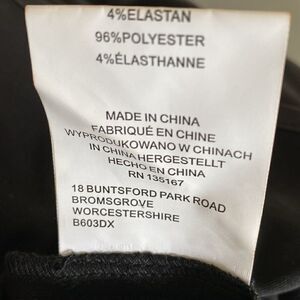 4%ELASTAN
96%POLYESTER
4%ÉLASTHANNE
MADE IN CHINA
FABRIQUÉ EN CHINE
WYPRODUKOWANO W CHINACH
IN CHINA HERGESTELLT
HECHO EN CHINA
RN 135167
18 BUNTSFORD PARK ROAD
BROMSGROVE
WORCESTERSHIRE
B603DX